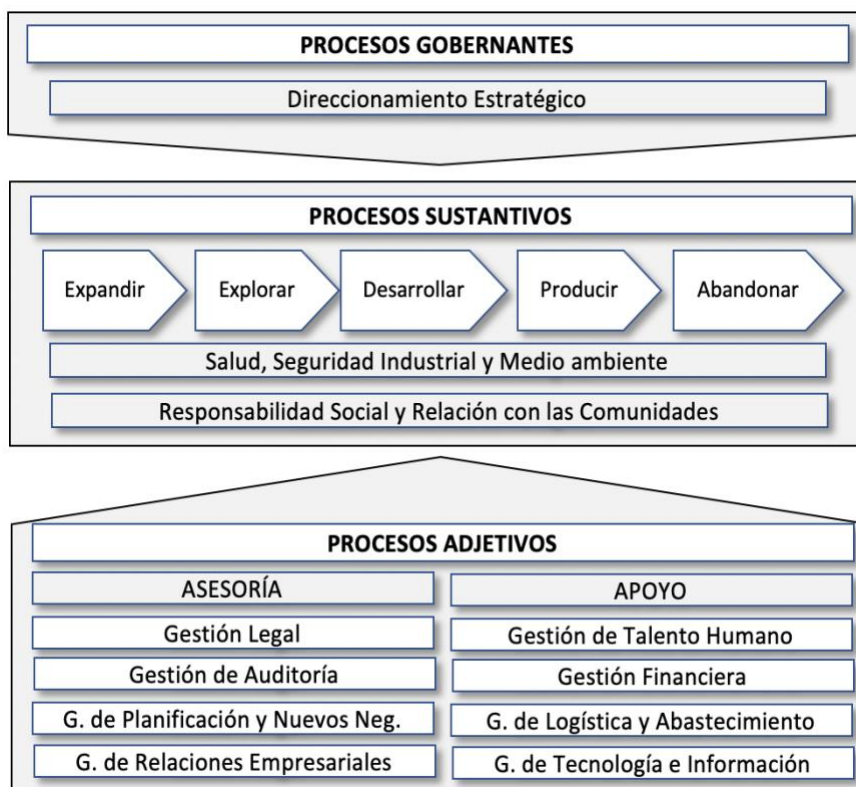 PROCESOS GOBERNANTES
Direccionamiento Estratégico
PROCESOS SUSTANTIVOS
Expandir
Explorar
Desarrollar
Producir
Abandonar
Salud, Seguridad Industrial y Medio ambiente
Responsabilidad Social y Relación con las Comunidades
PROCESOS ADJETIVOS
ASESORÍA
Gestión Legal
Gestión de Auditoría
G. de Planificación y Nuevos Neg.
G. de Relaciones Empresariales
APOYO
Gestión de Talento Humano
Gestión Financiera
G. de Logística y Abastecimiento
G. de Tecnología e Información